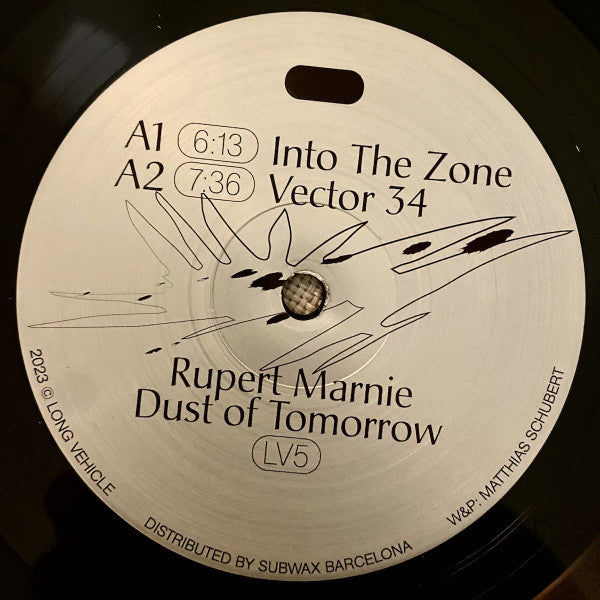 A1 6:13 Into The Zone
A2 7:36 Vector 34
Rupert Marnie
Dust of Tomorrow
LV5
2023 © LONG VEHICLE
DISTRIBUTED BY SUBWAX BARCELONA
W&P: MATTHIAS SCHUBERT